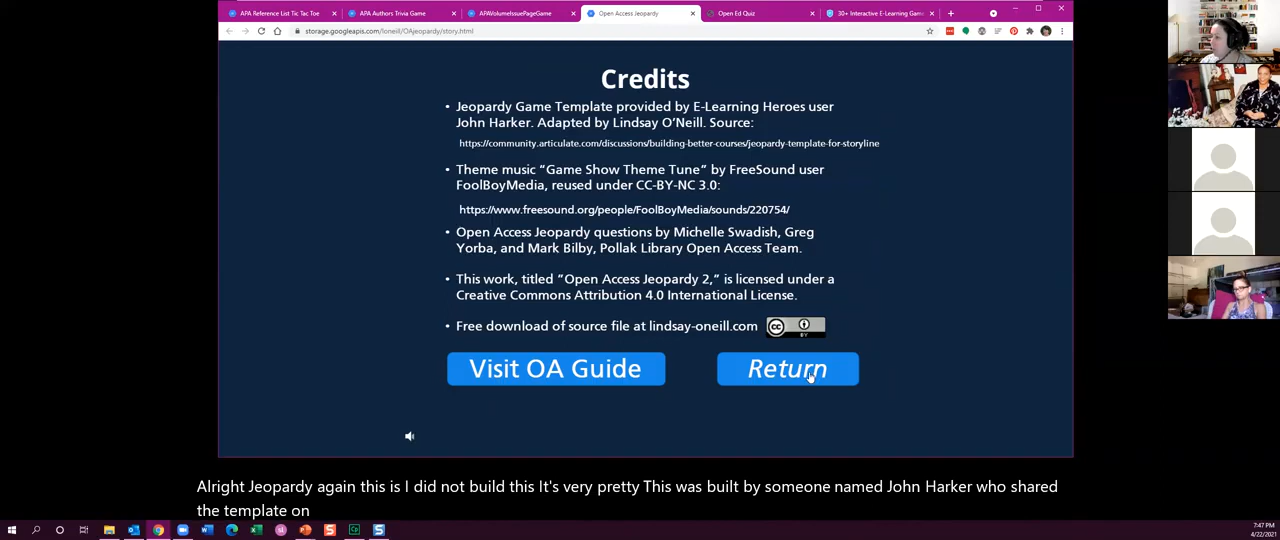 APA Reference List Tic Tac Toe
APA Authors Trivia Game
APAVolumeIssuePageGame
Open Access Jeopardy
Open Ed Quiz
30+ Interactive E-Learning Gam
storage.googleapis.com/loneill/OAjeopardy/story.html
Credits
• Jeopardy Game Template provided by E-Learning Heroes user
John Harker. Adapted by Lindsay O'Neill. Source:
https://community.articulate.com/discussions/building-better-courses/jeopardy-template-for-storyline
• Theme music “Game Show Theme Tune” by FreeSound user
FoolBoyMedia, reused under CC-BY-NC 3.0:
https://www.freesound.org/people/FoolBoyMedia/sounds/220754/
• Open Access Jeopardy questions by Michelle Swadish, Greg
Yorba, and Mark Bilby, Pollak Library Open Access Team.
• This work, titled “Open Access Jeopardy 2,” is licensed under a
Creative Commons Attribution 4.0 International License.
• Free download of source file at lindsay-oneill.com
cc BY
Visit OA Guide
Return
Alright Jeopardy again this is I did not build this It's very pretty This was built by someone named John Harker who shared
the template on
7:47 PM
4/22/2021